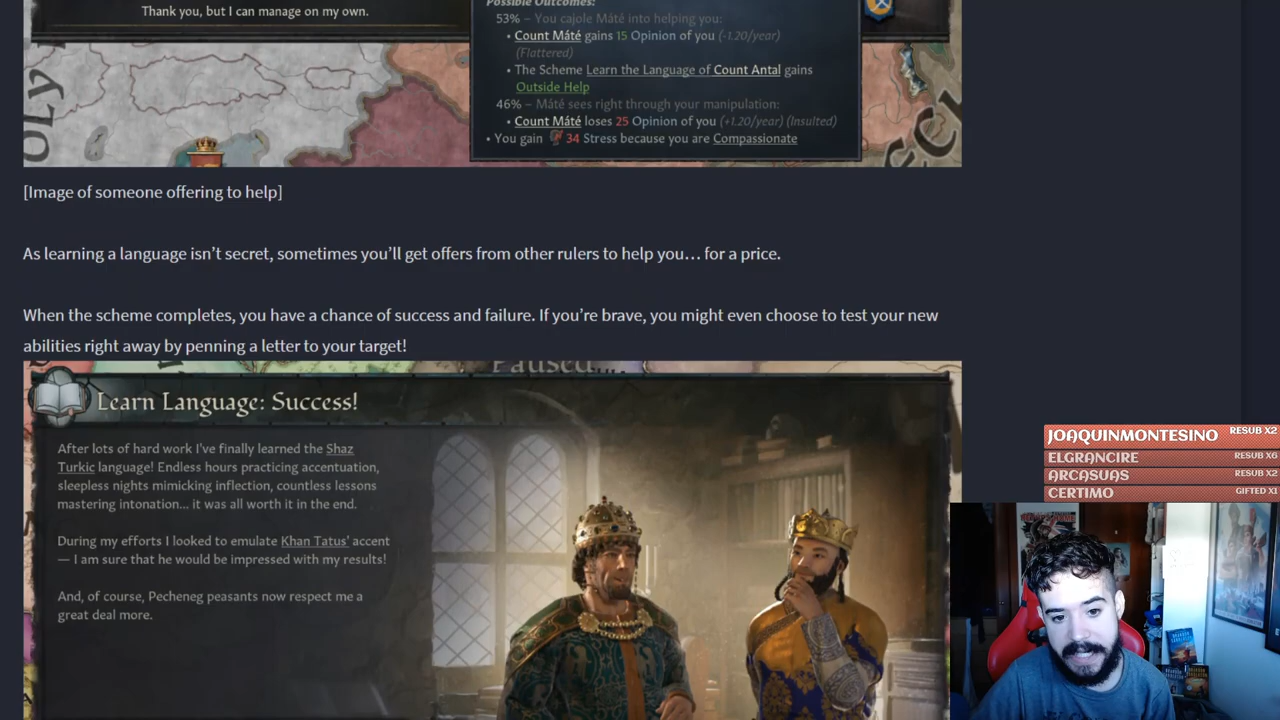 Thank you, but I can manage on my own.
Possible Outcomes:
53% – You cajole Máté into helping you:
• Count Máté gains 15 Opinion of you (-1.20/year)
(Flattered)
• The Scheme Learn the Language of Count Antal gains
Outside Help
46% – Máté sees right through your manipulation:
• Count Máté loses 25 Opinion of you (+1.20/year) (Insulted)
• You gain 34 Stress because you are Compassionate
OLY
[Image of someone offering to help]
As learning a language isn’t secret, sometimes you’ll get offers from other rulers to help you… for a price.
When the scheme completes, you have a chance of success and failure. If you’re brave, you might even choose to test your new
abilities right away by penning a letter to your target!
Paused
Learn Language: Success!
After lots of hard work I've finally learned the Shaz
Turkic language! Endless hours practicing accentuation,
sleepless nights mimicking inflection, countless lessons
mastering intonation... it was all worth it in the end.
During my efforts I looked to emulate Khan Tatus' accent
— I am sure that he would be impressed with my results!
And, of course, Pecheneg peasants now respect me a
great deal more.
JOAQUINMONTESINO RESUB X2
ELGRANCIRE RESUB X6
ARCASUAS RESUB X2
CERTIMO GIFTED X1